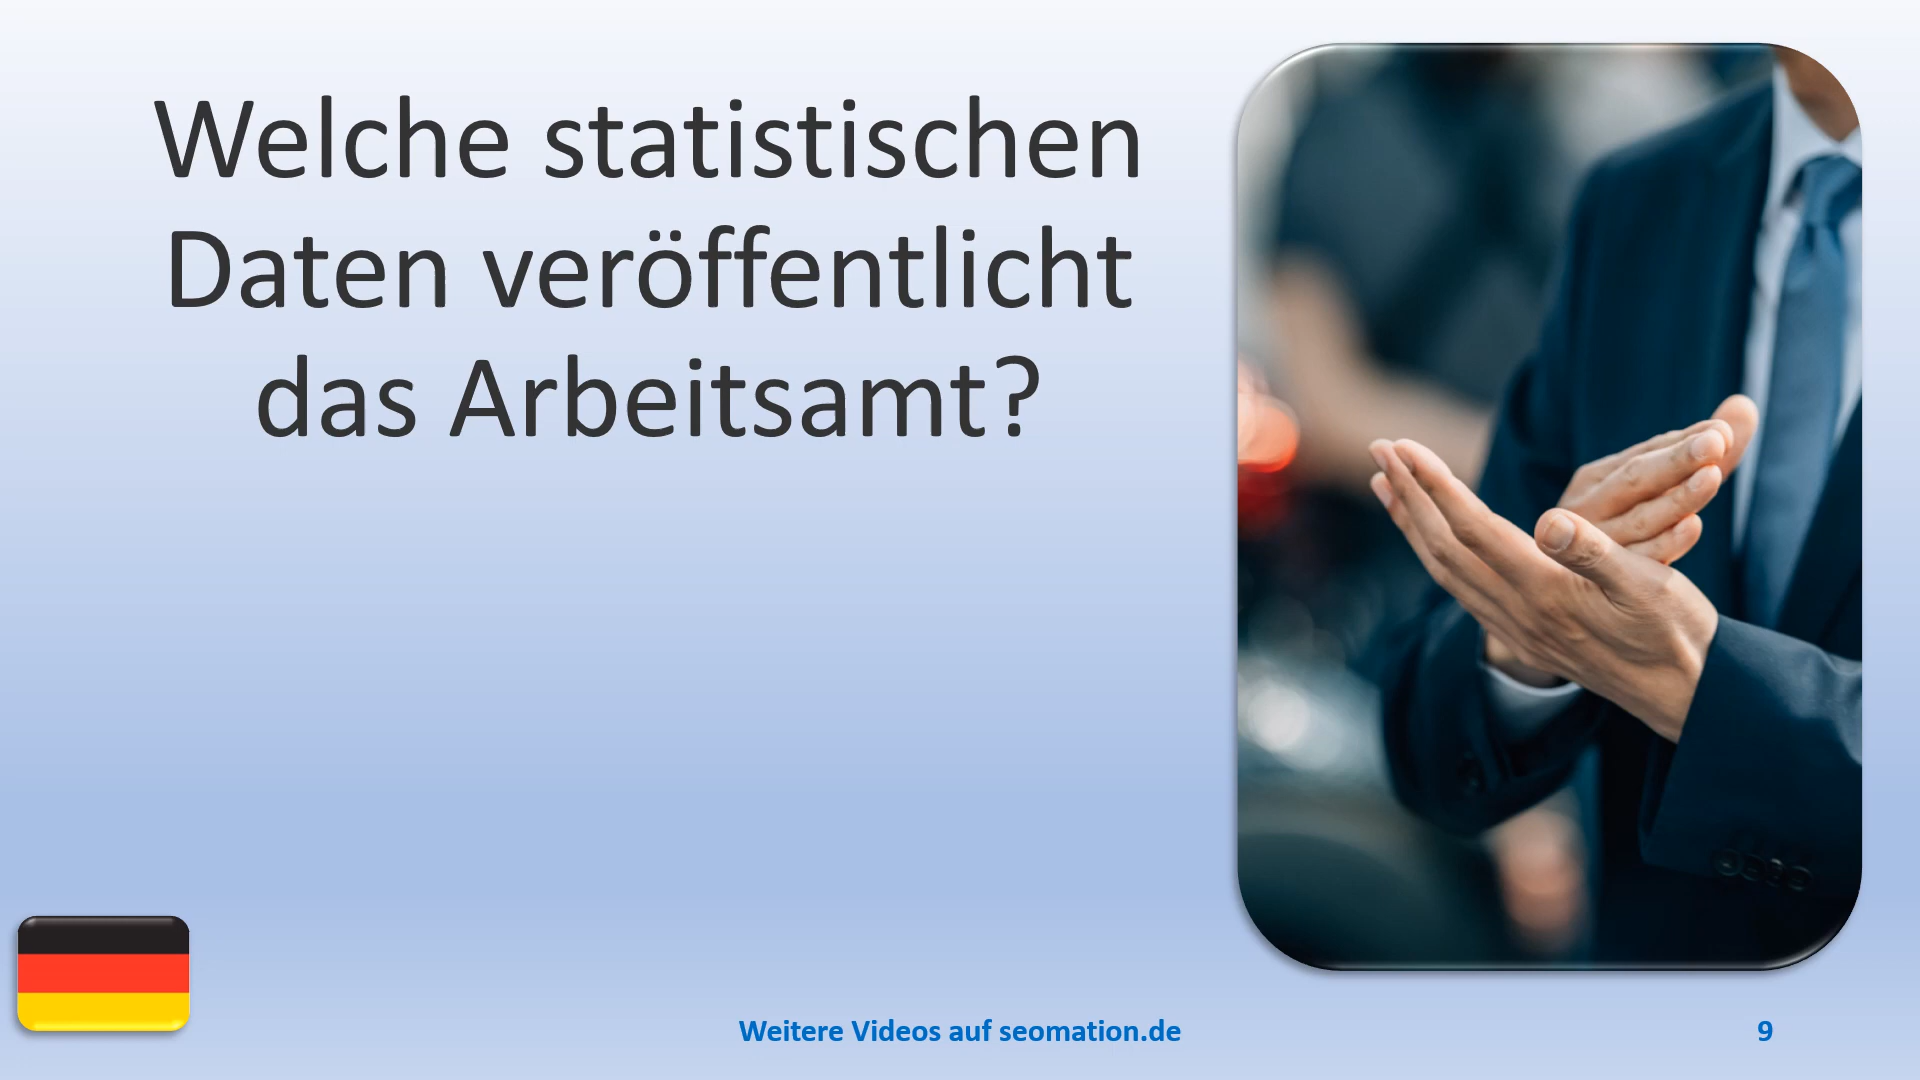 Welche statistischen
Daten veröffentlicht
das Arbeitsamt?
Weitere Videos auf seomation.de
9